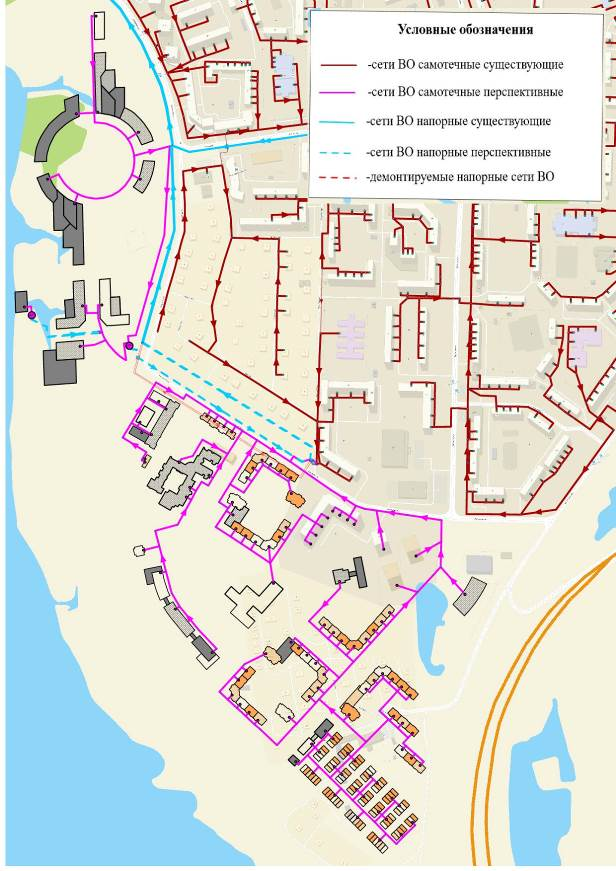 Условные обозначения
-сети ВО самотечные существующие
-сети ВО самотечные перспективные
-сети ВО напорные существующие
-сети ВО напорные перспективные
-демонтируемые напорные сети ВО